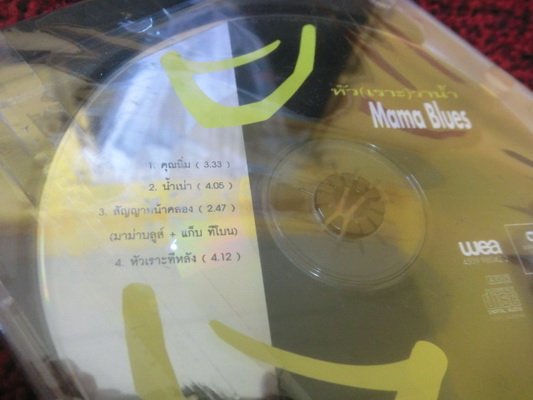 หัว(เราะ)ราน้ำ
Mama Blues
1. คุณนิ่ม ( 3.33 )
2. น้ำเน่า ( 4.05 )
3. สัญญาหน้าคลอง ( 2.47 )
(มาม่าบลูส์ + แก๊บ ทีโบน)
4. หัวเราะทีหลัง ( 4.12 )
wea